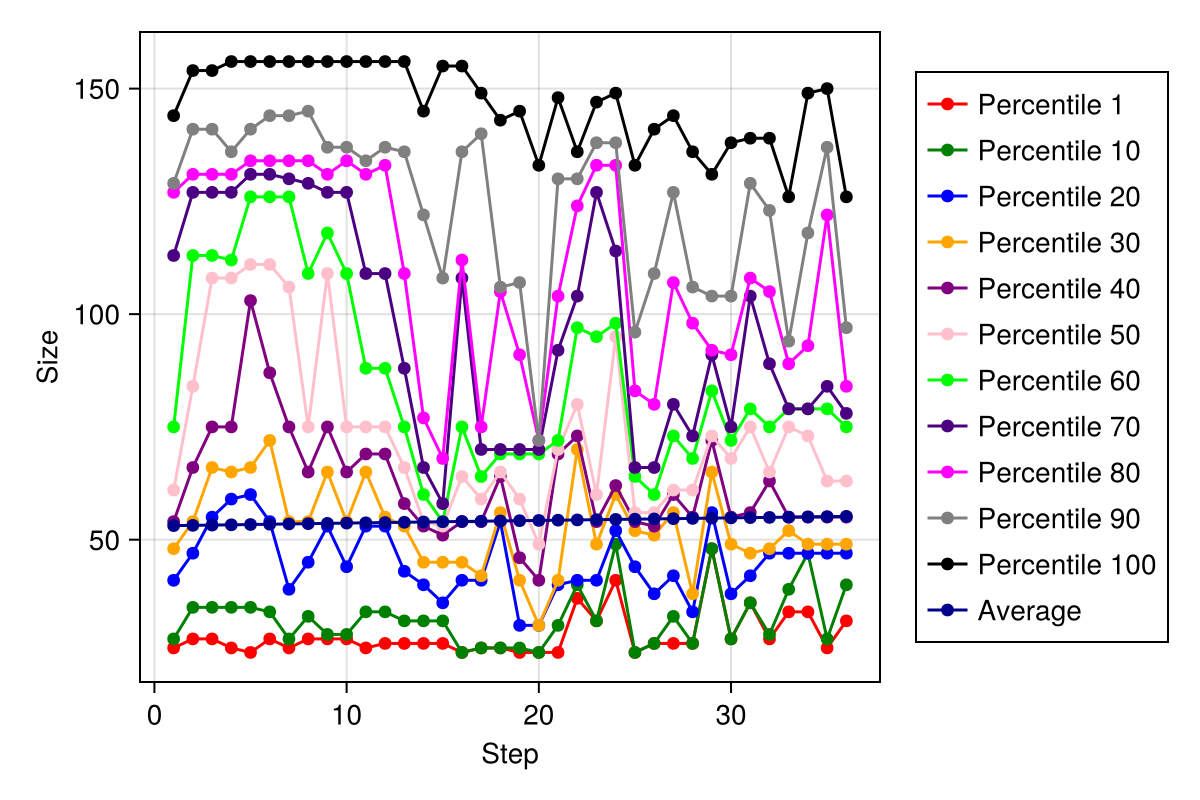 150
100
50
Size
0
10
20
30
Step
Percentile 1
Percentile 10
Percentile 20
Percentile 30
Percentile 40
Percentile 50
Percentile 60
Percentile 70
Percentile 80
Percentile 90
Percentile 100
Average